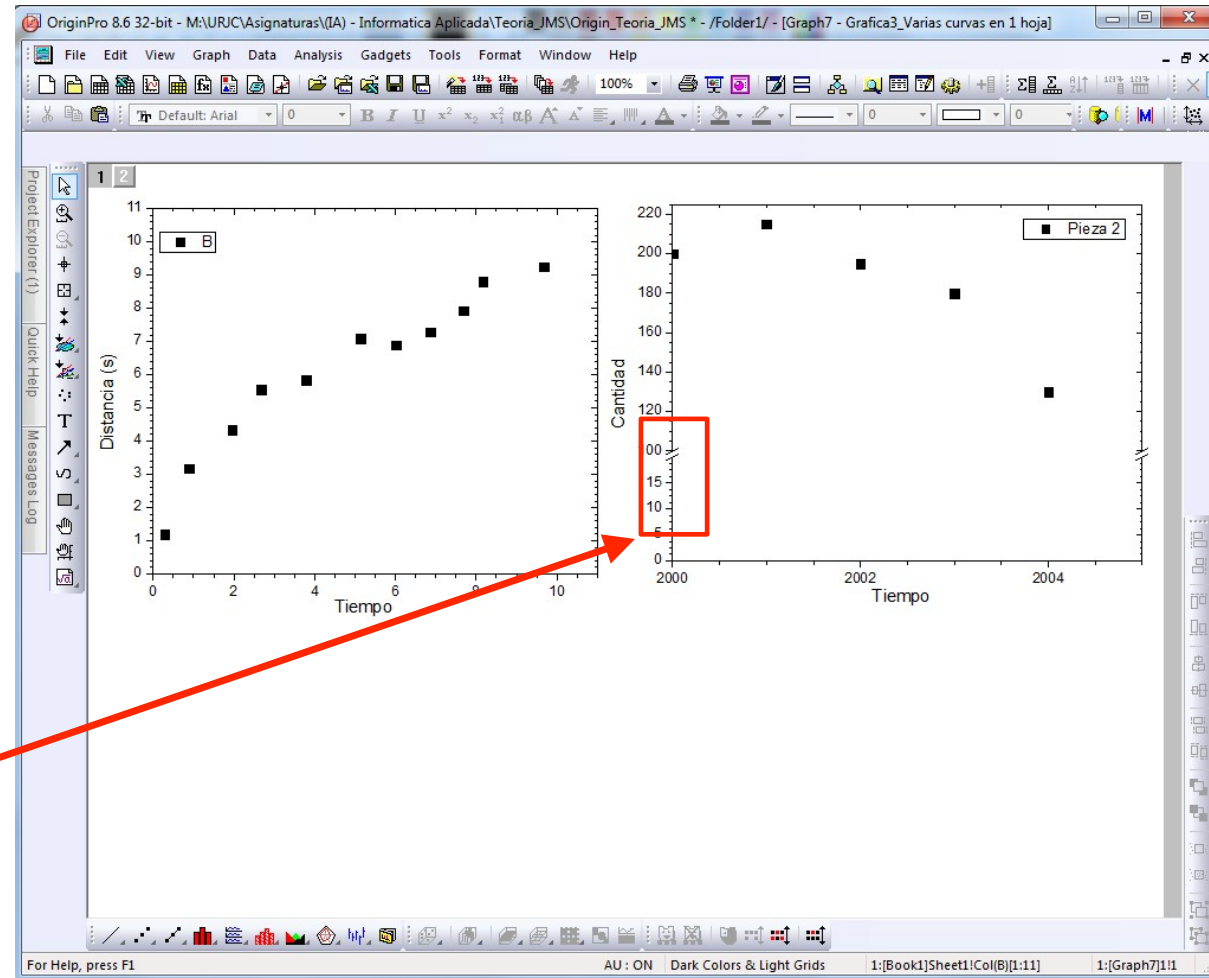 OriginPro 8.6 32-bit - M:\URJC\Asignaturas\(IA) - Informatica Aplicada\Teoria_JMS\Origin_Teoria_JMS * - /Folder1/ - [Graph7 - Grafica3_Varias curvas en 1 hoja]
File Edit View Graph Data Analysis Gadgets Tools Format Window Help
100%
Default: Arial 0 B I U x² x₂ αβ A A 0 0
Project Explorer (1)
Quick Help
Messages Log
1 2
11
10
9
8
7
6
5
4
3
2
1
0
B
Distancia (s)
0 2 4 6 8 10
Tiempo
220
200
180
160
140
120
00
15
10
5
0
Pieza 2
Cantidad
2000 2002 2004
Tiempo
For Help, press F1 AU : ON Dark Colors & Light Grids 1:[Book1]Sheet1!Col(B)[1:11] 1:[Graph7]1!1